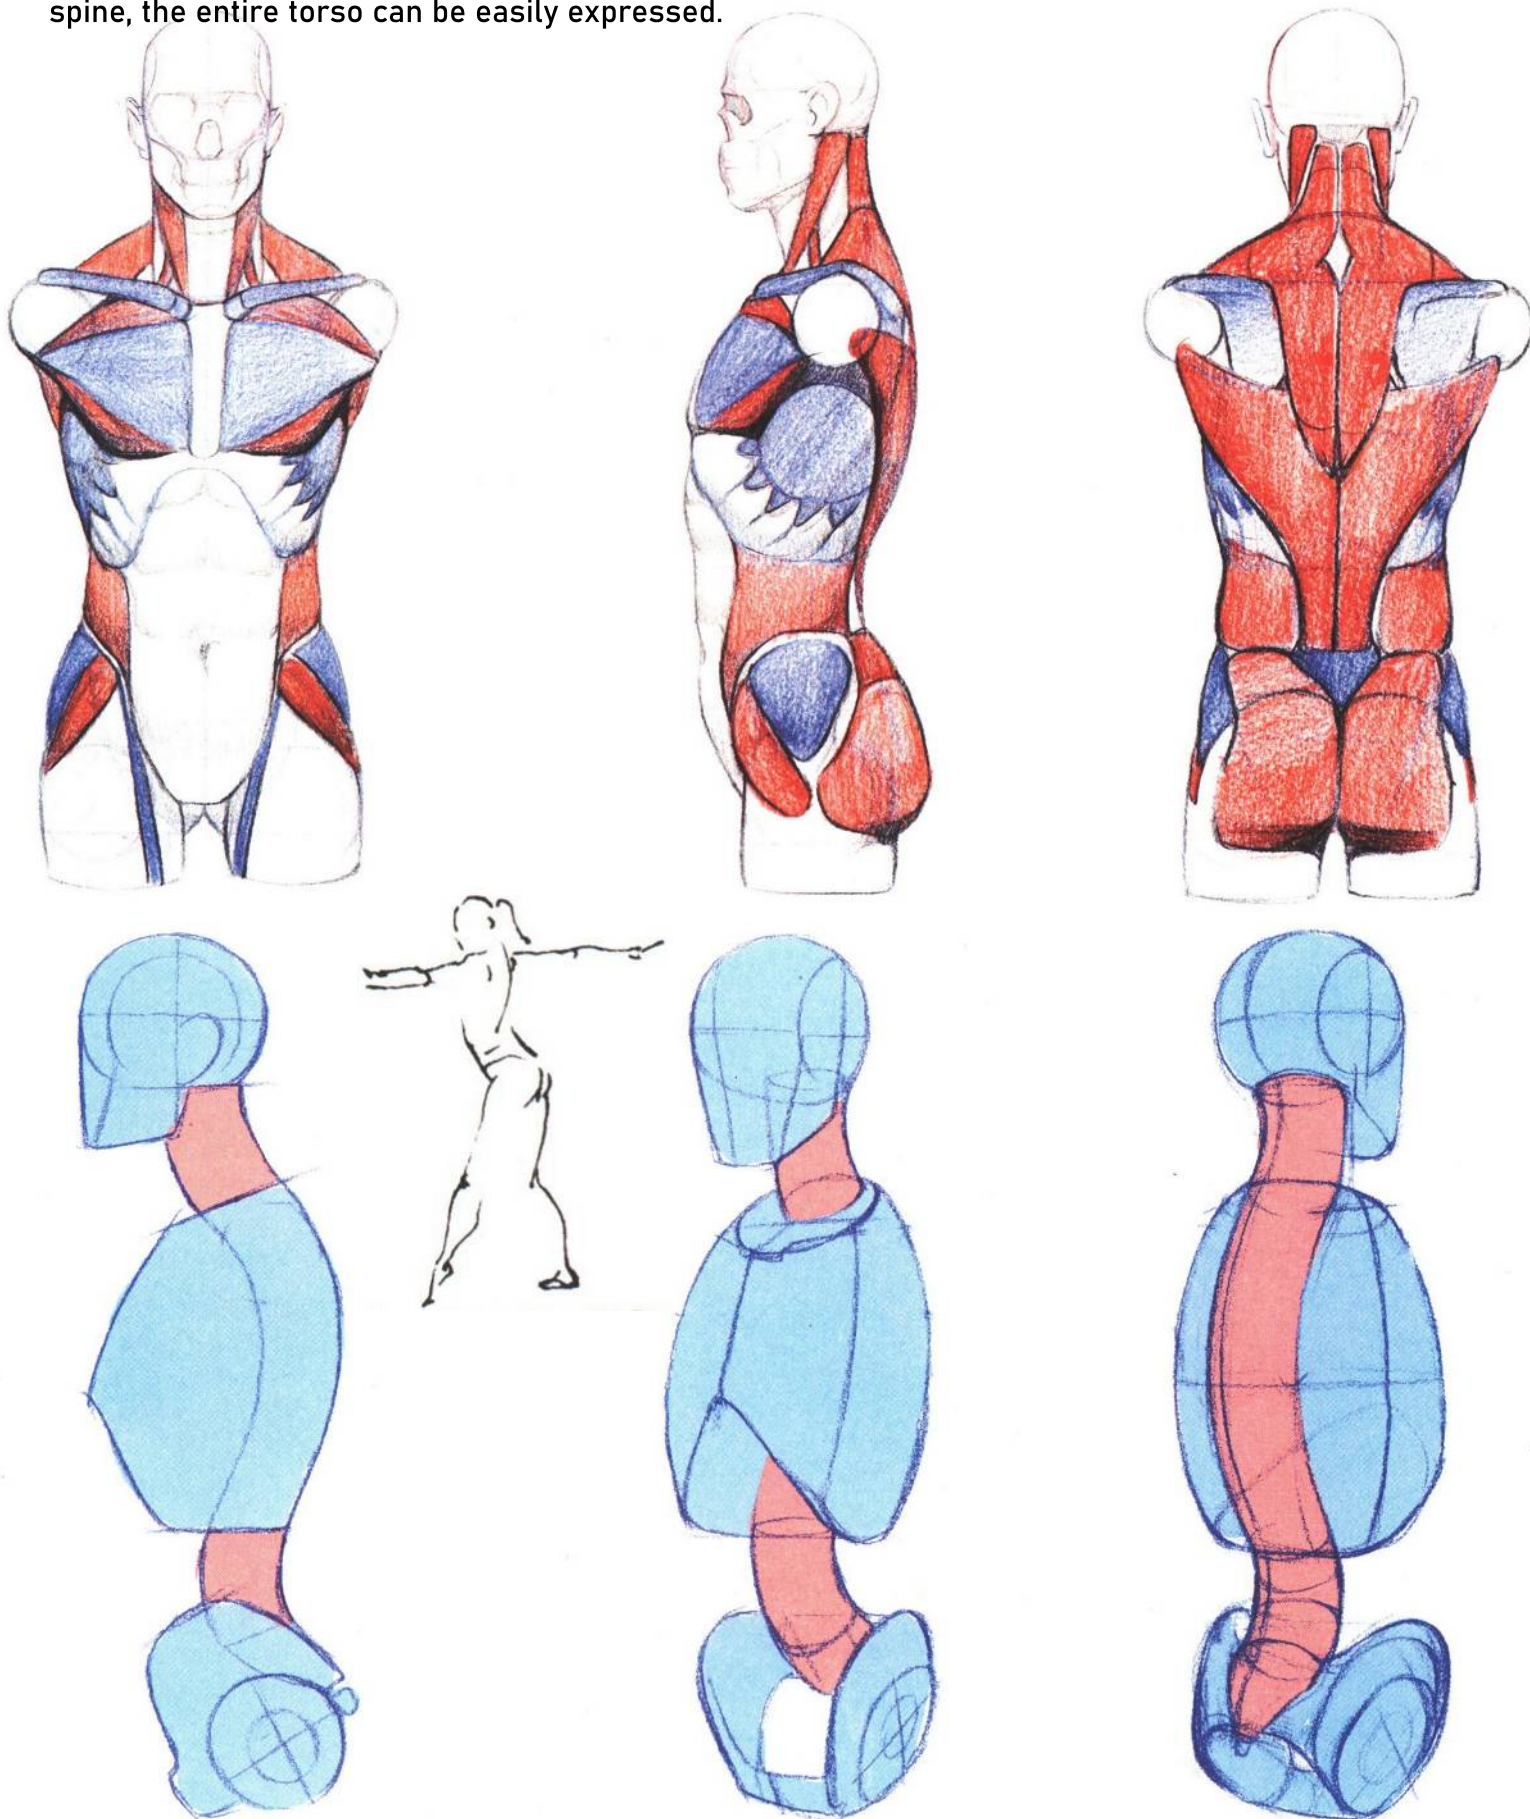 spine, the entire torso can be easily expressed.